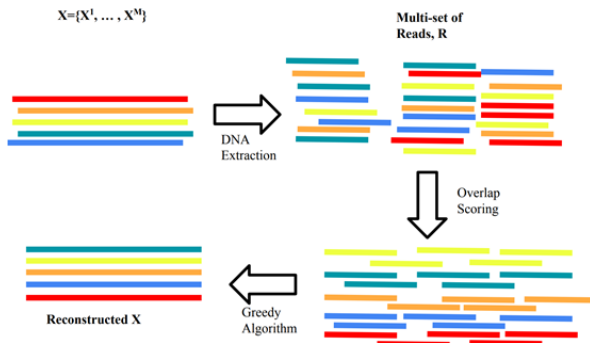 X={X¹, … , Xᴹ}
Multi-set of
Reads, R
DNA
Extraction
Overlap
Scoring
Greedy
Algorithm
Reconstructed X